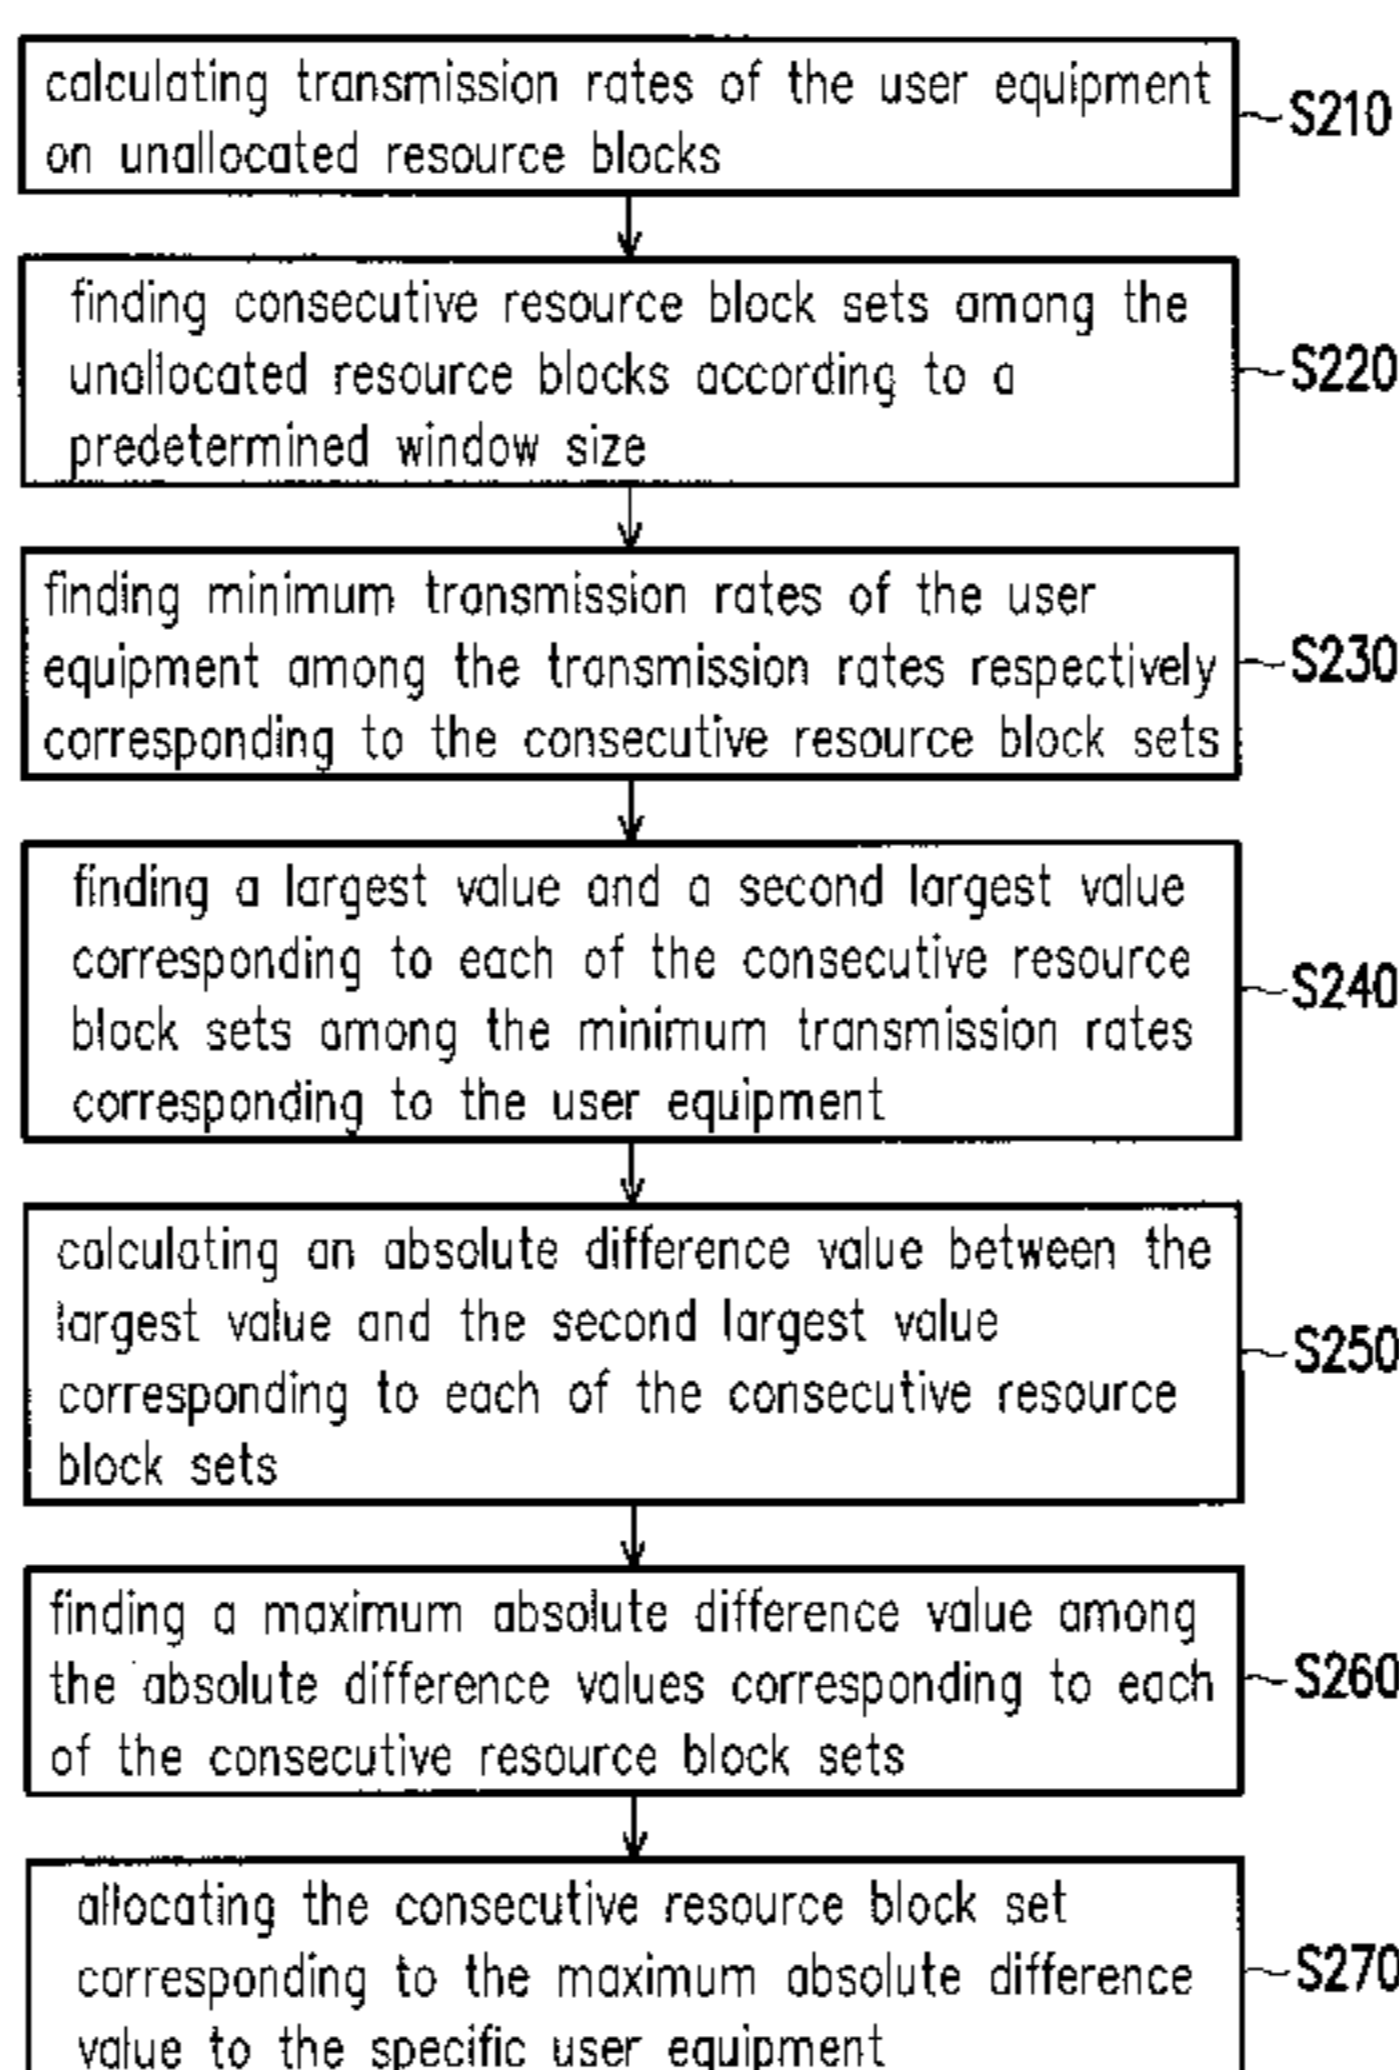 calculating transmission rates of the user equipment
on unallocated resource blocks
S210
finding consecutive resource block sets among the
unallocated resource blocks according to a
predetermined window size
S220
finding minimum transmission rates of the user
equipment among the transmission rates respectively
corresponding to the consecutive resource block sets
S230
finding a largest value and a second largest value
corresponding to each of the consecutive resource
block sets among the minimum transmission rates
corresponding to the user equipment
S240
calculating an absolute difference value between the
largest value and the second largest value
corresponding to each of the consecutive resource
block sets
S250
finding a maximum absolute difference value among
the absolute difference values corresponding to each
of the consecutive resource block sets
S260
allocating the consecutive resource block set
corresponding to the maximum absolute difference
value to the specific user equipment
S270